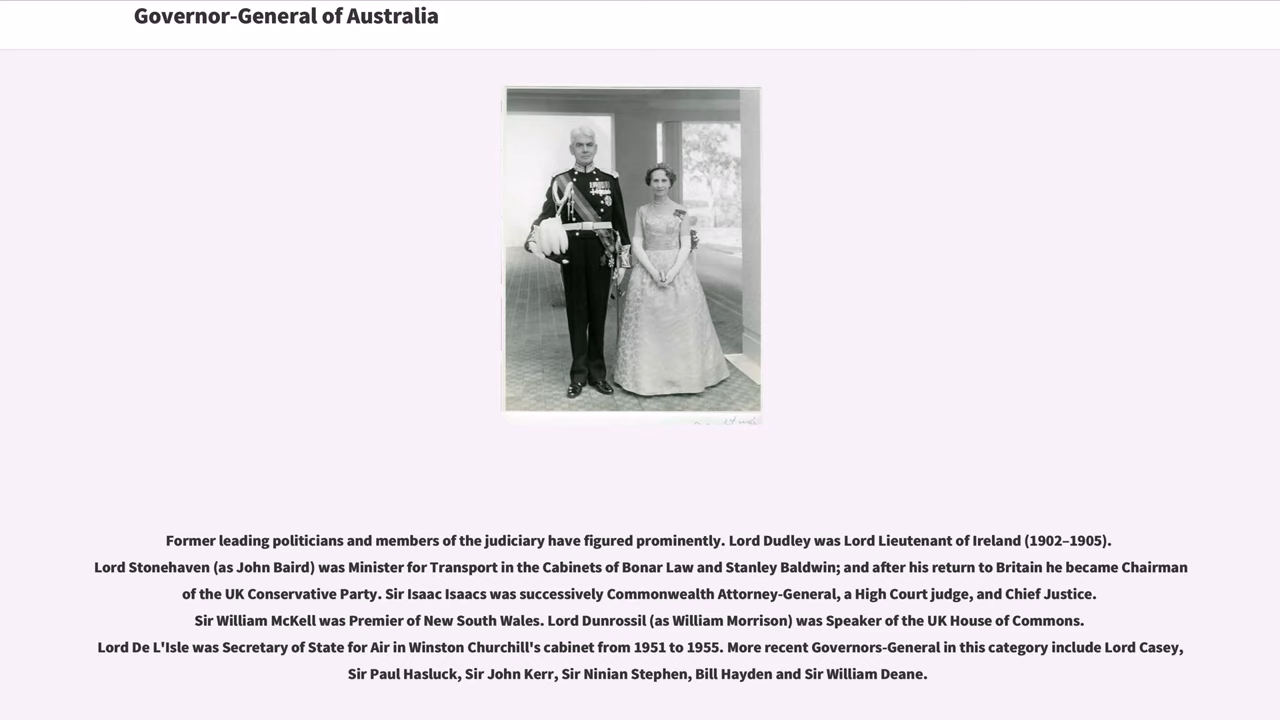 Governor-General of Australia
Former leading politicians and members of the judiciary have figured prominently. Lord Dudley was Lord Lieutenant of Ireland (1902–1905).
Lord Stonehaven (as John Baird) was Minister for Transport in the Cabinets of Bonar Law and Stanley Baldwin; and after his return to Britain he became Chairman
of the UK Conservative Party. Sir Isaac Isaacs was successively Commonwealth Attorney-General, a High Court judge, and Chief Justice.
Sir William McKell was Premier of New South Wales. Lord Dunrossil (as William Morrison) was Speaker of the UK House of Commons.
Lord De L'Isle was Secretary of State for Air in Winston Churchill's cabinet from 1951 to 1955. More recent Governors-General in this category include Lord Casey,
Sir Paul Hasluck, Sir John Kerr, Sir Ninian Stephen, Bill Hayden and Sir William Deane.